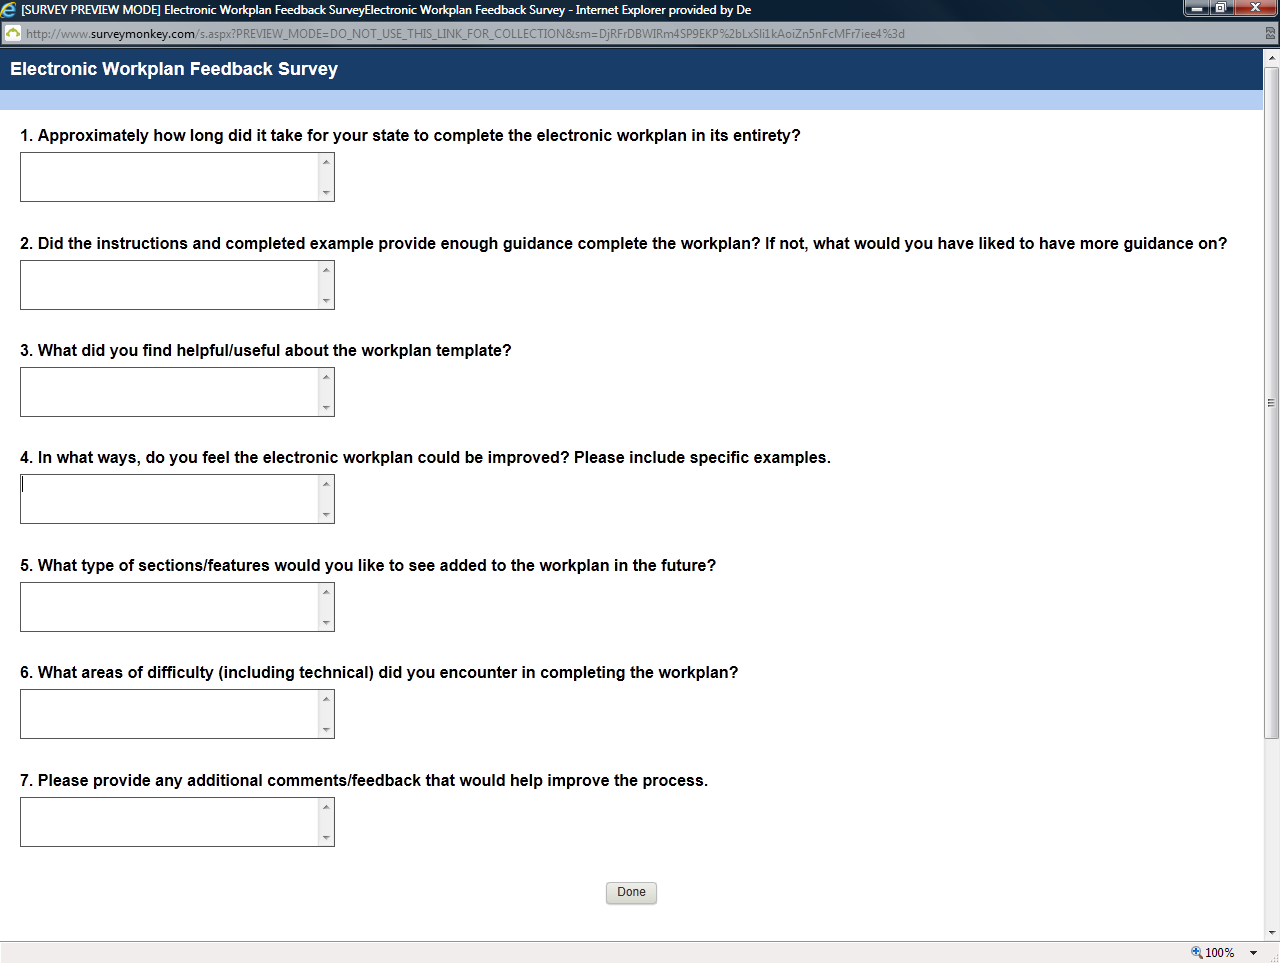 [SURVEY PREVIEW MODE] Electronic Workplan Feedback SurveyElectronic Workplan Feedback Survey - Internet Explorer provided by De
http://www.surveymonkey.com/s.aspx?PREVIEW_MODE=DO_NOT_USE_THIS_LINK_FOR_COLLECTION&sm=DjRFrDBWIRm4SP9EKP%2bLxSli1kAoiZn5nFcMFr7iee4%3d
Electronic Workplan Feedback Survey
1. Approximately how long did it take for your state to complete the electronic workplan in its entirety?
2. Did the instructions and completed example provide enough guidance complete the workplan? If not, what would you have liked to have more guidance on?
3. What did you find helpful/useful about the workplan template?
4. In what ways, do you feel the electronic workplan could be improved? Please include specific examples.
5. What type of sections/features would you like to see added to the workplan in the future?
6. What areas of difficulty (including technical) did you encounter in completing the workplan?
7. Please provide any additional comments/feedback that would help improve the process.
Done
100%